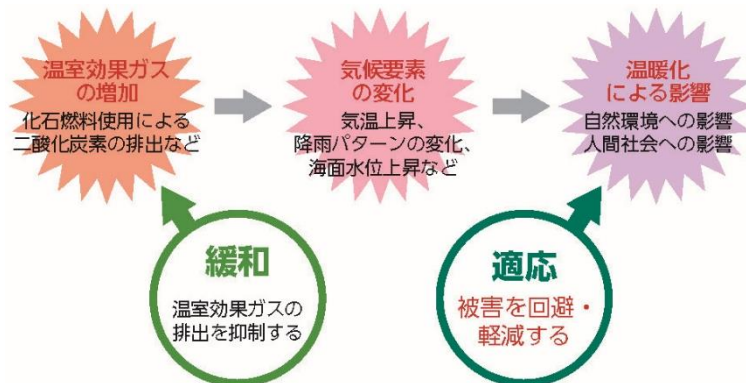 温室効果ガス
の増加
化石燃料使用による
二酸化炭素の排出など
気候要素
の変化
気温上昇、
降雨パターンの変化、
海面水位上昇など
温暖化
による影響
自然環境への影響
人間社会への影響
緩和
温室効果ガスの
排出を抑制する
適応
被害を回避・
軽減する